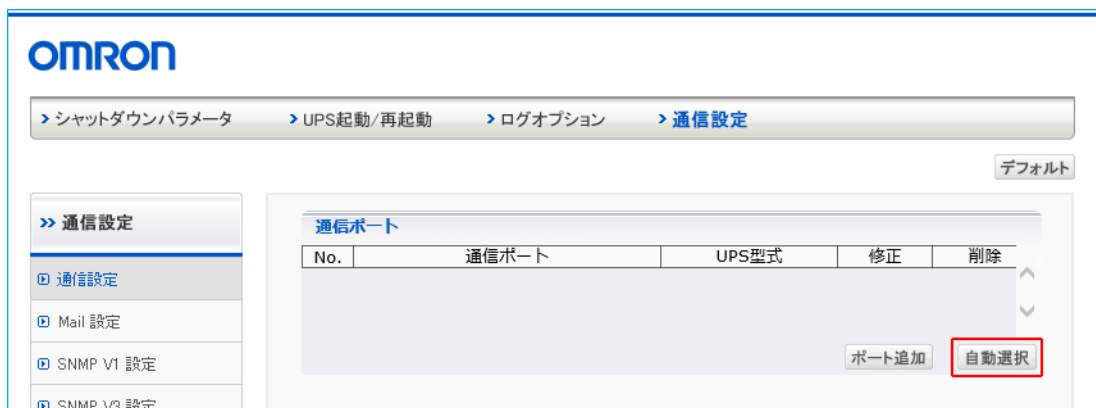 OMRON
シャットダウンパラメータ UPS起動/再起動 ログオプション 通信設定
デフォルト
通信設定
通信ポート
No. 通信ポート UPS型式 修正 削除
通信設定
Mail 設定
ポート追加 自動選択
SNMP V1 設定
SNMP V3 設定